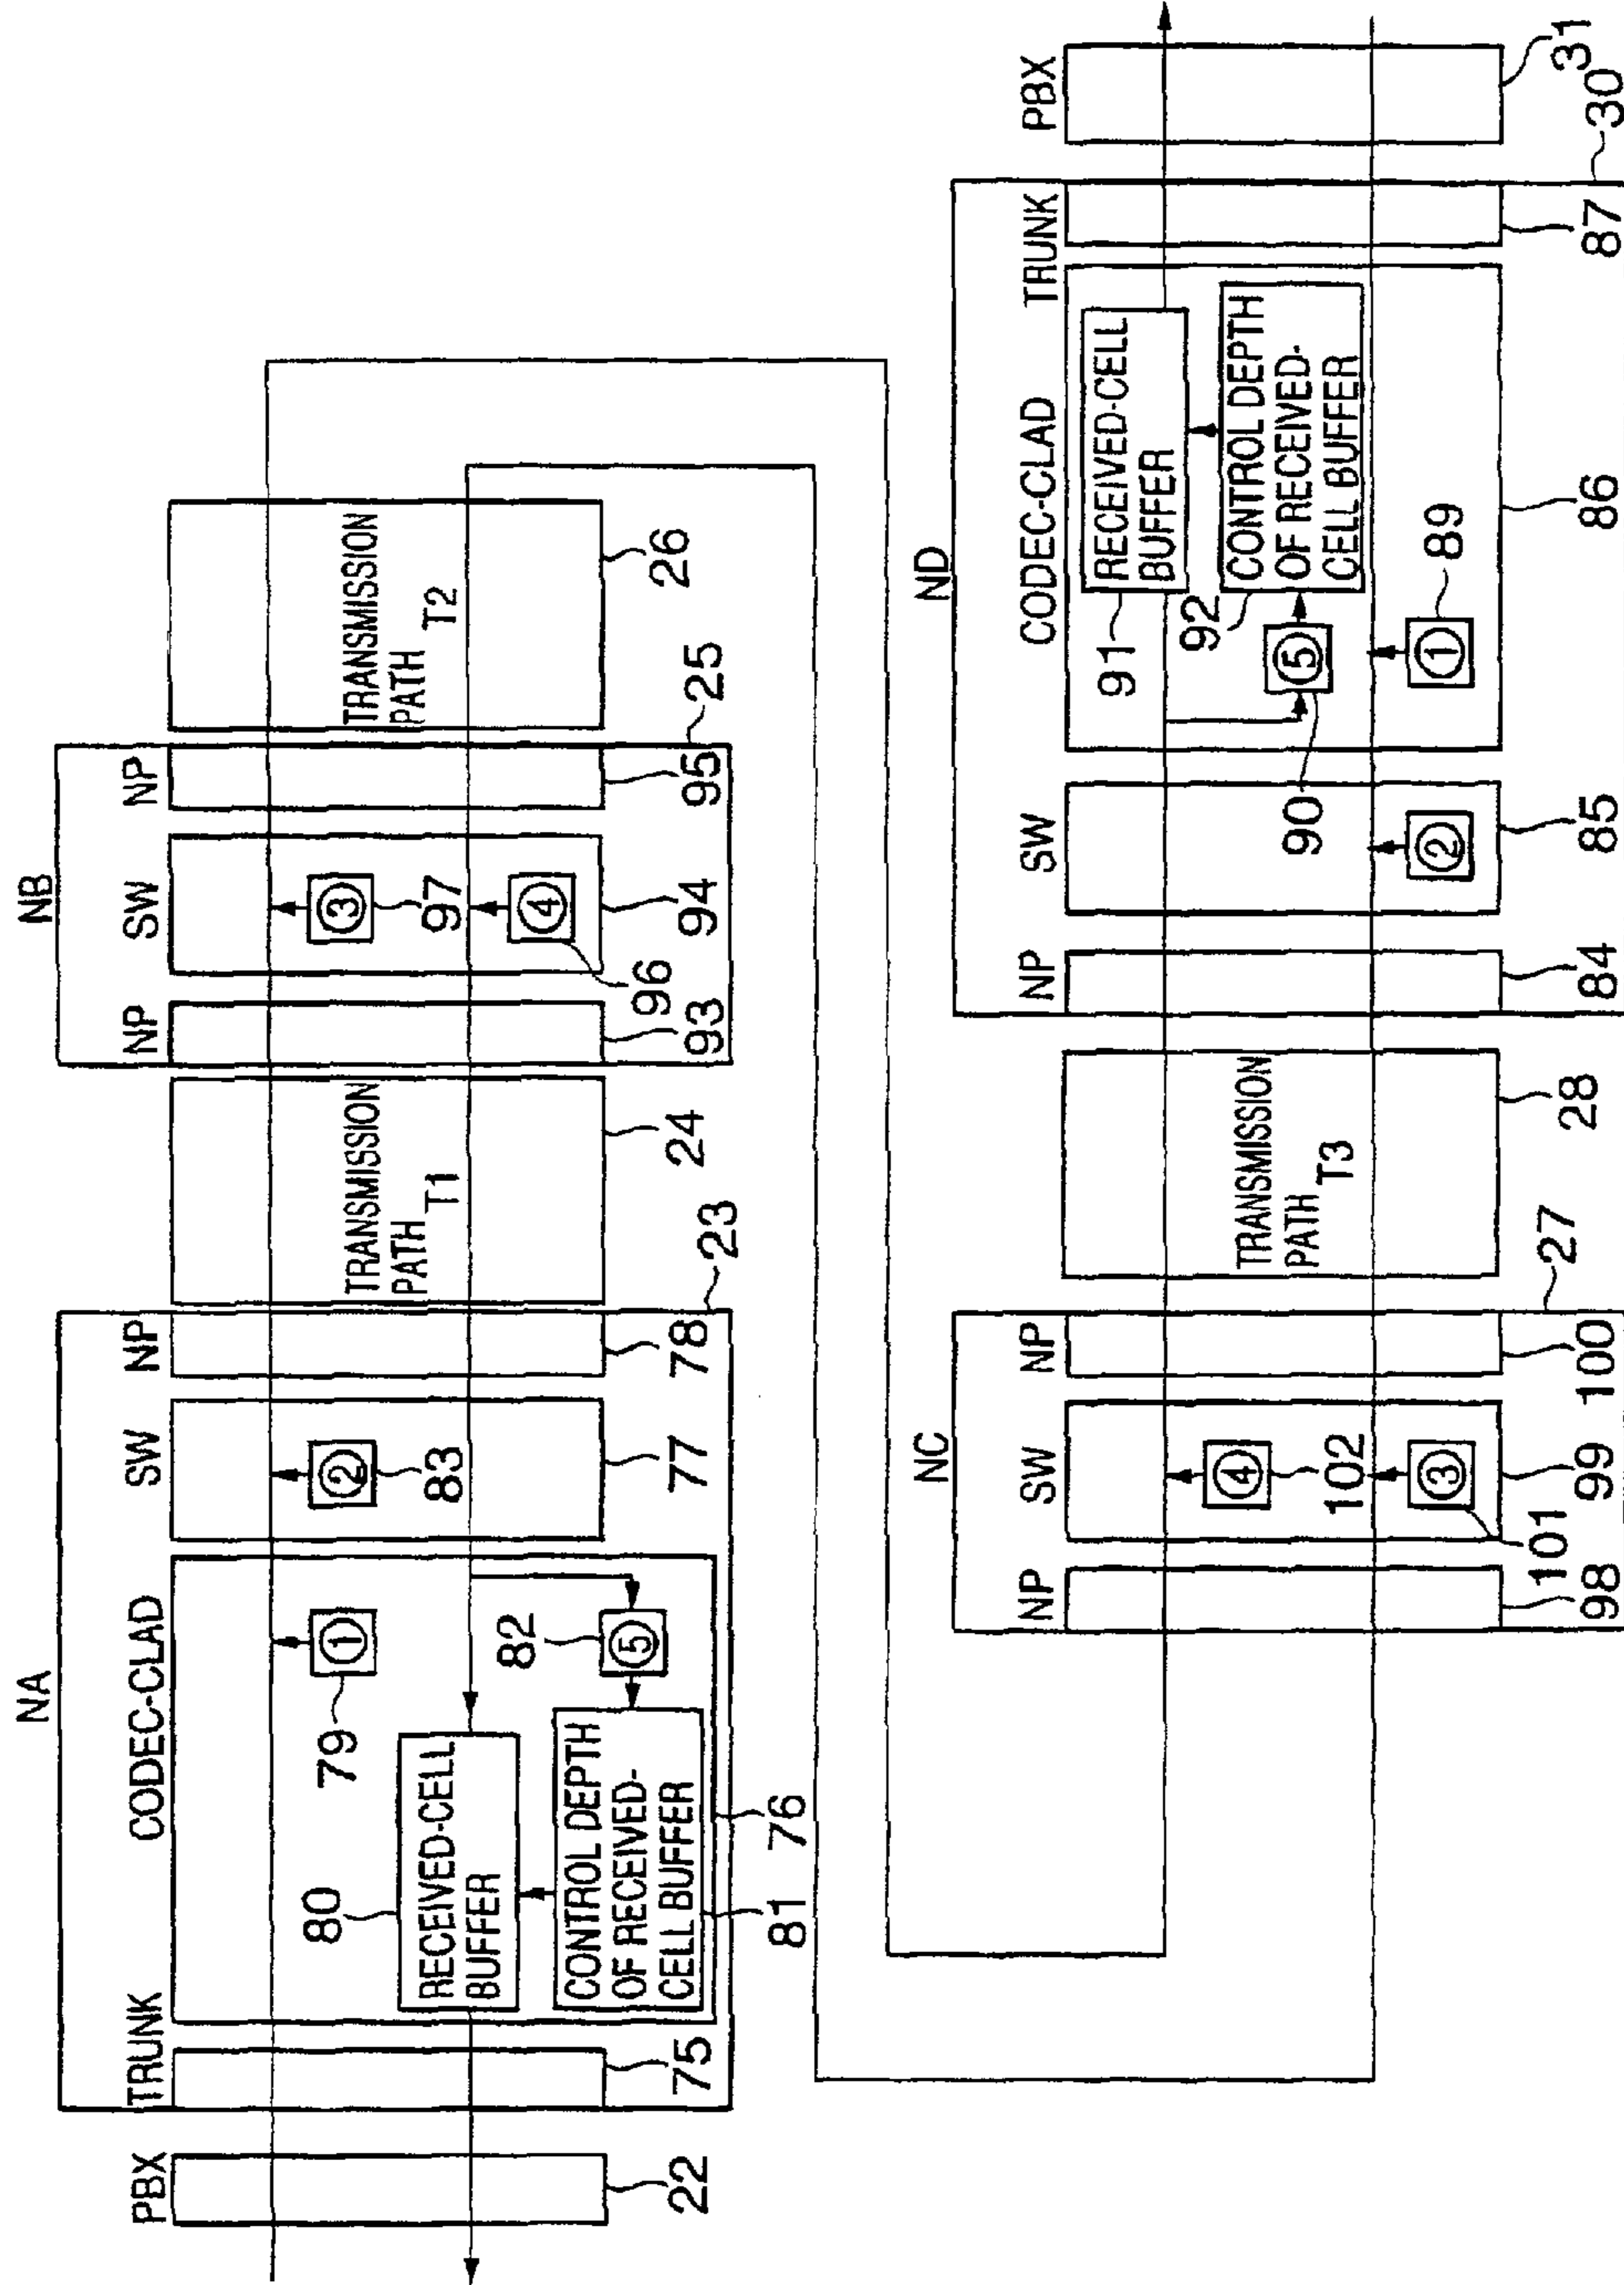 NA
PBX
TRUNK
CODEC-CLAD
SW
NP
①
79
②
83
80
RECEIVED-CELL
BUFFER
82
⑤
CONTROL DEPTH
OF RECEIVED-
CELL BUFFER
81
22
75
76
77
78
23
TRANSMISSION
PATH
T1
24
NB
NP
SW
NP
③
97
④
96
93
94
95
25
TRANSMISSION
PATH
T2
26
NC
NP
SW
NP
④
102
③
101
98
99
100
27
TRANSMISSION
PATH
T3
28
ND
NP
SW
CODEC-CLAD
TRUNK
PBX
91
RECEIVED-CELL
BUFFER
92
CONTROL DEPTH
OF RECEIVED-
CELL BUFFER
⑤
90
②
①
89
84
85
86
87
30
31